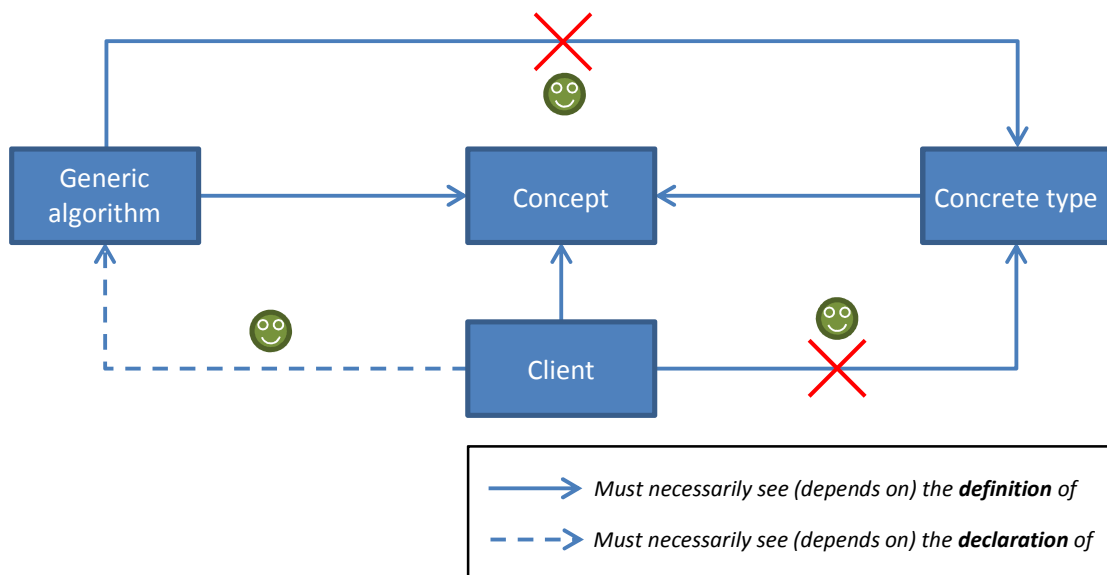 Generic
algorithm
Concept
Concrete type
Client
Must necessarily see (depends on) the definition of
Must necessarily see (depends on) the declaration of